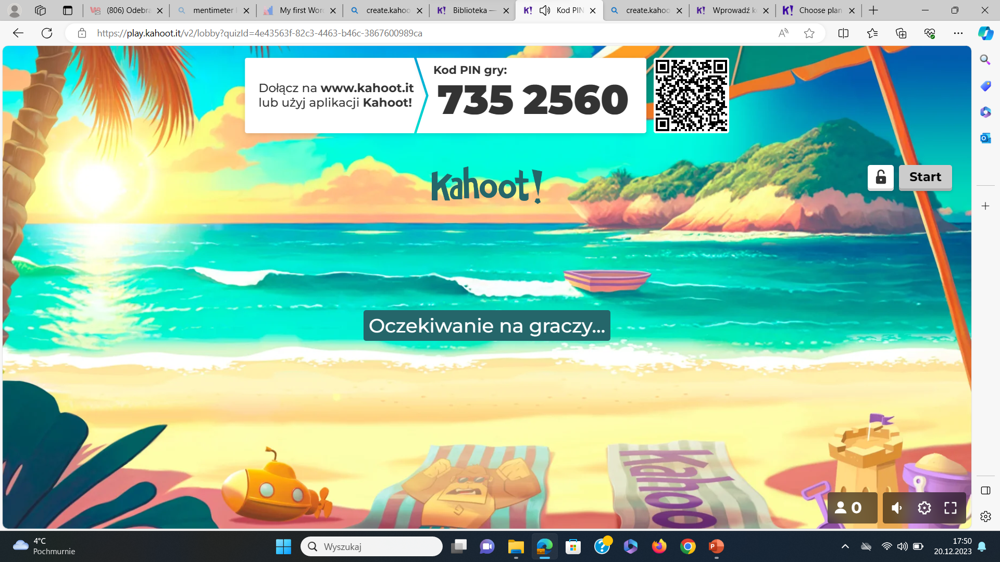 (806) Odebra
mentimeter l
My first Word
create.kahoo
Biblioteka —
Kod PIN
create.kahoo
Wprowadź k
Choose plan
https://play.kahoot.it/v2/lobby?quizId=4e43563f-82c3-4463-b46c-3867600989ca
Dołącz na www.kahoot.it
lub użyj aplikacji Kahoot!
Kod PIN gry:
735 2560
Kahoot!
Start
Oczekiwanie na graczy...
Kahoo
0
4°C
Pochmurnie
Wyszukaj
17:50
20.12.2023